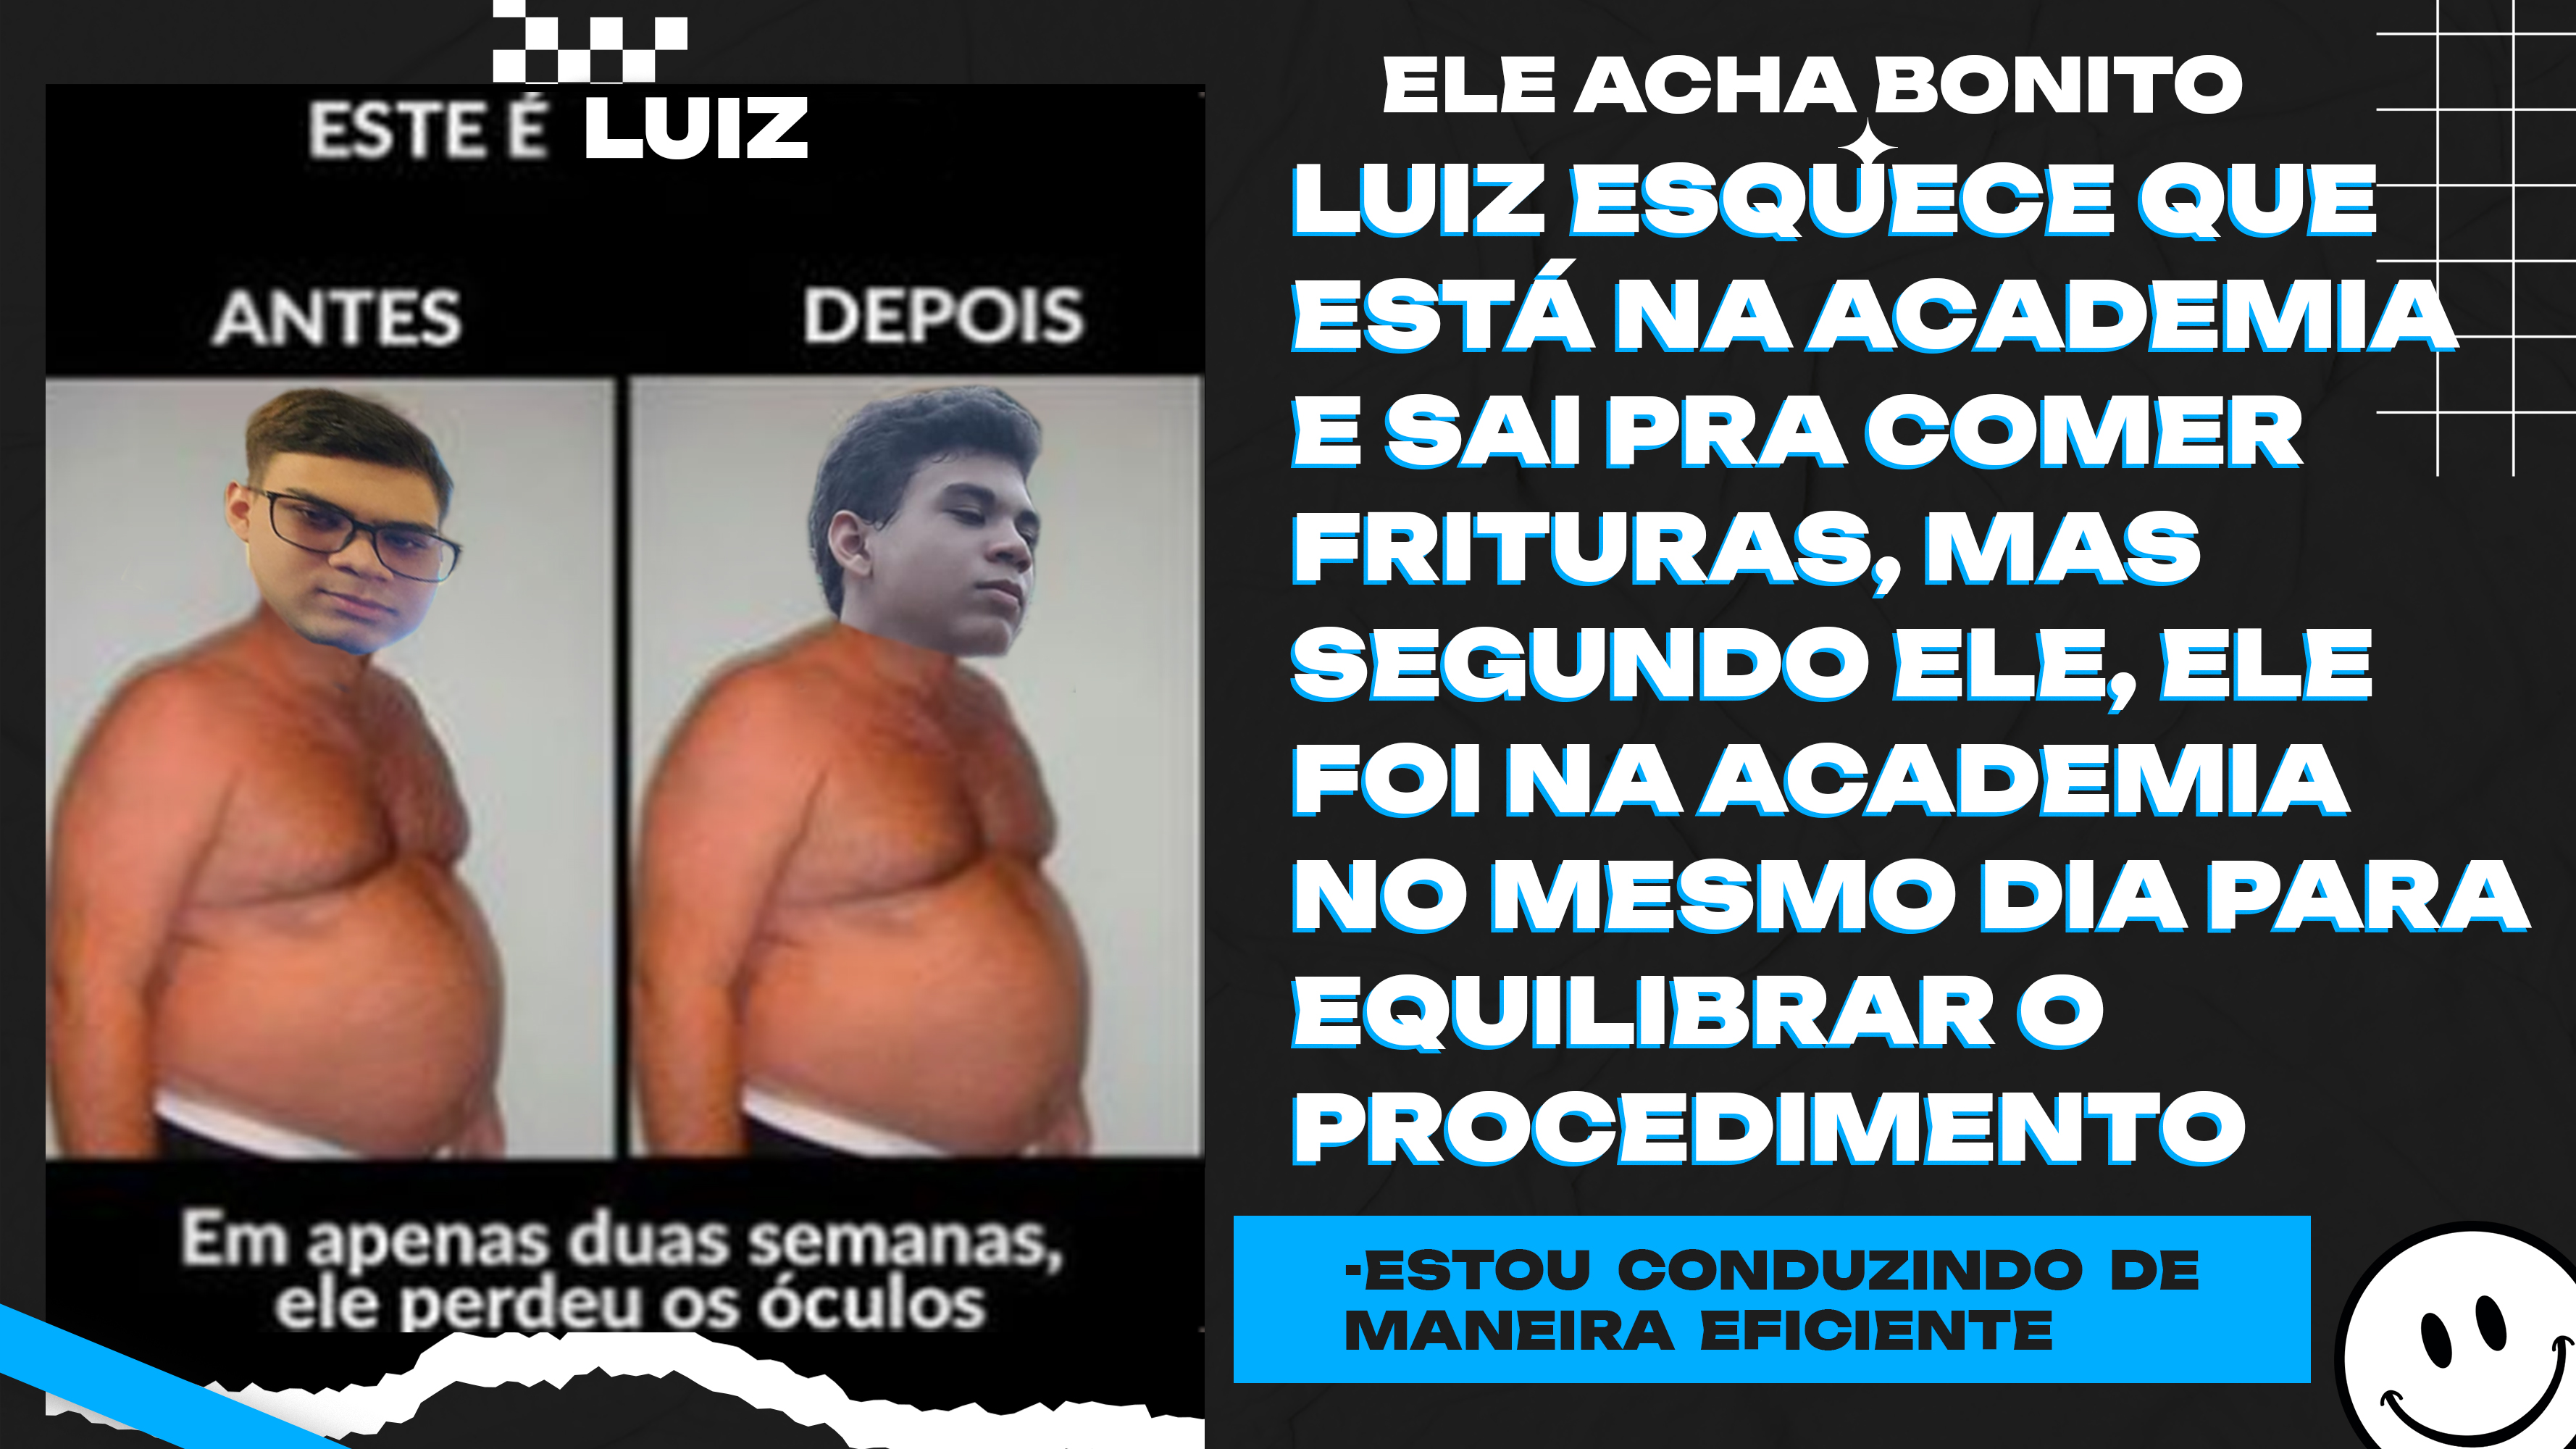 ESTE É LUIZ
ANTES
DEPOIS
Em apenas duas semanas,
ele perdeu os óculos
ELE ACHA BONITO
LUIZ ESQUECE QUE
ESTÁ NA ACADEMIA
E SAI PRA COMER
FRITURAS, MAS
SEGUNDO ELE, ELE
FOI NA ACADEMIA
NO MESMO DIA PARA
EQUILIBRAR O
PROCEDIMENTO
-ESTOU CONDUZINDO DE
MANEIRA EFICIENTE